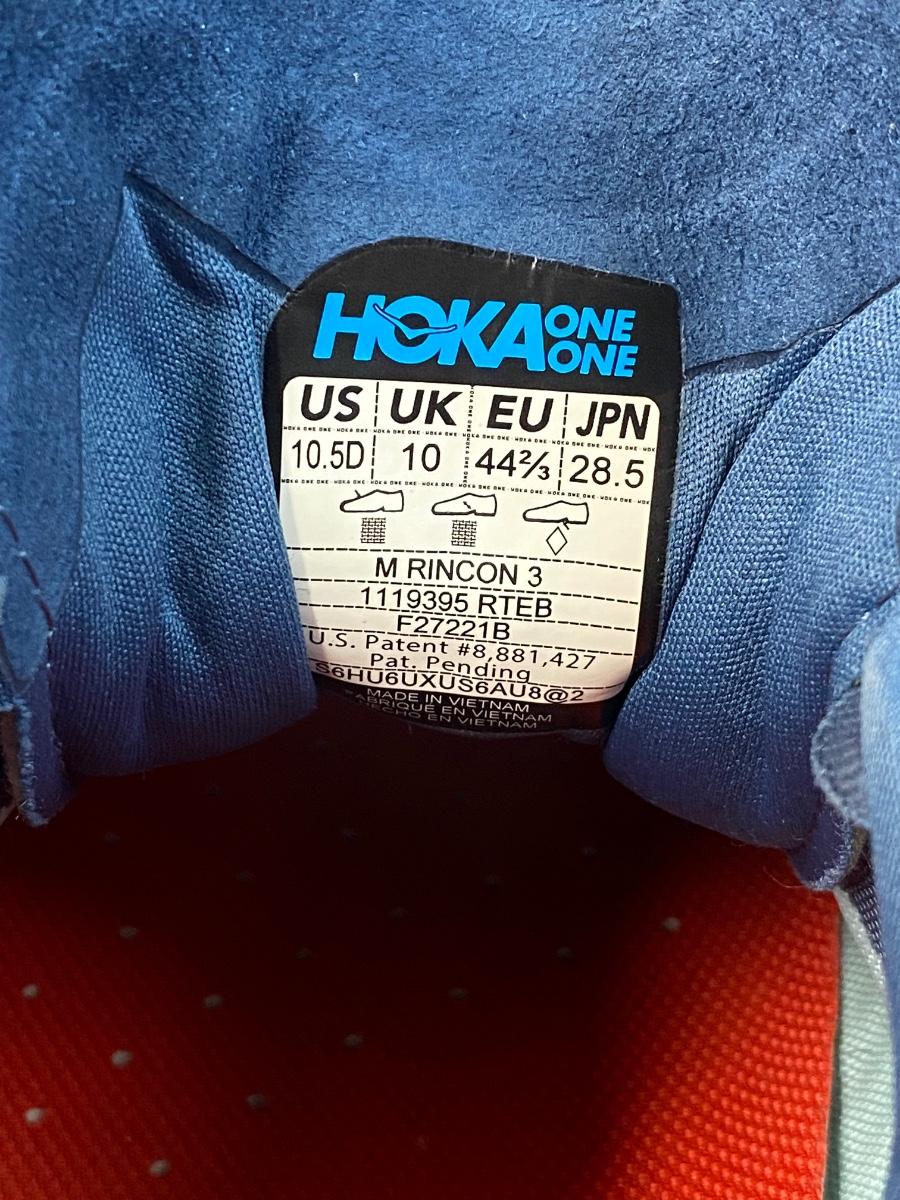 HOKA ONE ONE
US UK EU JPN
10.5D 10 44⅔ 28.5
M RINCON 3
1119395 RTEB
F27221B
U.S. Patent #8,881,427
Pat. Pending
S6HU6UXUS6AU8@2
MADE IN VIETNAM
FABRIQUE EN VIETNAM
HECHO EN VIETNAM